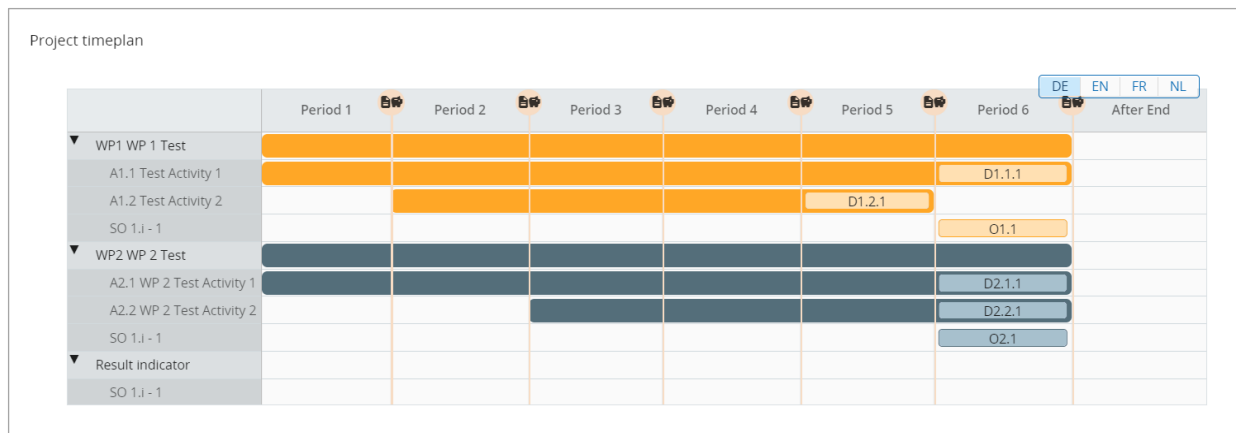 Project timeplan
DE EN FR NL
Period 1 Period 2 Period 3 Period 4 Period 5 Period 6 After End
WP1 WP 1 Test
A1.1 Test Activity 1 D1.1.1
A1.2 Test Activity 2 D1.2.1
SO 1.i - 1 O1.1
WP2 WP 2 Test
A2.1 WP 2 Test Activity 1 D2.1.1
A2.2 WP 2 Test Activity 2 D2.2.1
SO 1.i - 1 O2.1
Result indicator
SO 1.i - 1